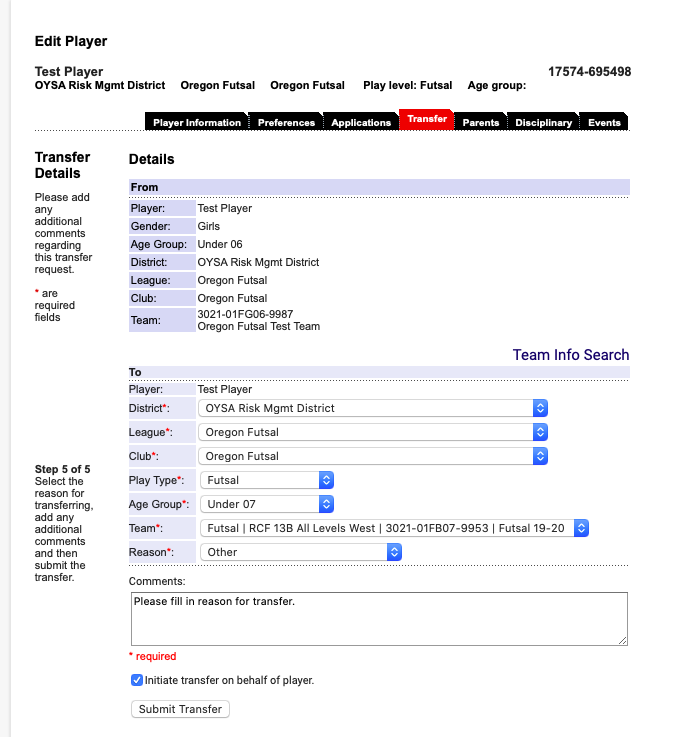 Edit Player
Test Player 17574-695498
OYSA Risk Mgmt District Oregon Futsal Oregon Futsal Play level: Futsal Age group:
Player Information Preferences Applications Transfer Parents Disciplinary Events
Transfer
Details
Please add
any
additional
comments
regarding
this transfer
request.
* are
required
fields
Details
From
Player: Test Player
Gender: Girls
Age Group: Under 06
District: OYSA Risk Mgmt District
League: Oregon Futsal
Club: Oregon Futsal
Team: 3021-01FG06-9987
Oregon Futsal Test Team
Team Info Search
To
Player: Test Player
District*: OYSA Risk Mgmt District
League*: Oregon Futsal
Club*: Oregon Futsal
Play Type*: Futsal
Age Group*: Under 07
Team*: Futsal | RCF 13B All Levels West | 3021-01FB07-9953 | Futsal 19-20
Reason*: Other
Step 5 of 5
Select the
reason for
transferring,
add any
additional
comments
and then
submit the
transfer.
Comments:
Please fill in reason for transfer.
* required
Initiate transfer on behalf of player.
Submit Transfer